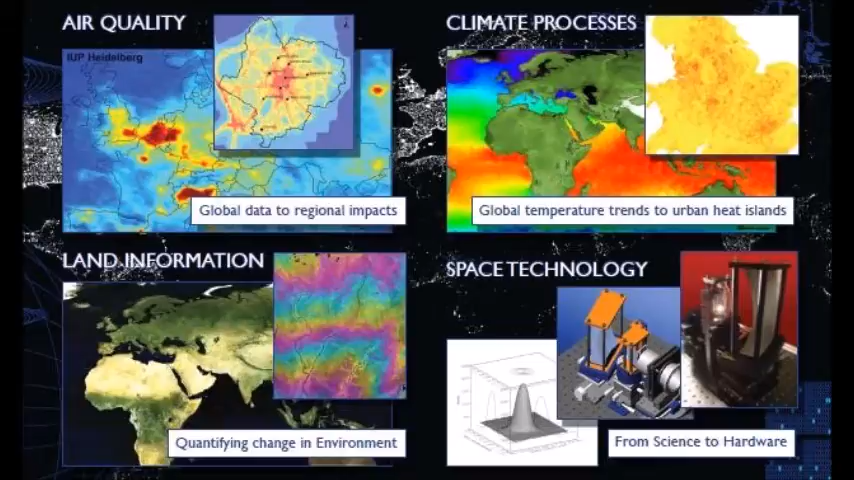 AIR QUALITY
IUP Heidelberg
Global data to regional impacts
CLIMATE PROCESSES
Global temperature trends to urban heat islands
LAND INFORMATION
Quantifying change in Environment
SPACE TECHNOLOGY
From Science to Hardware